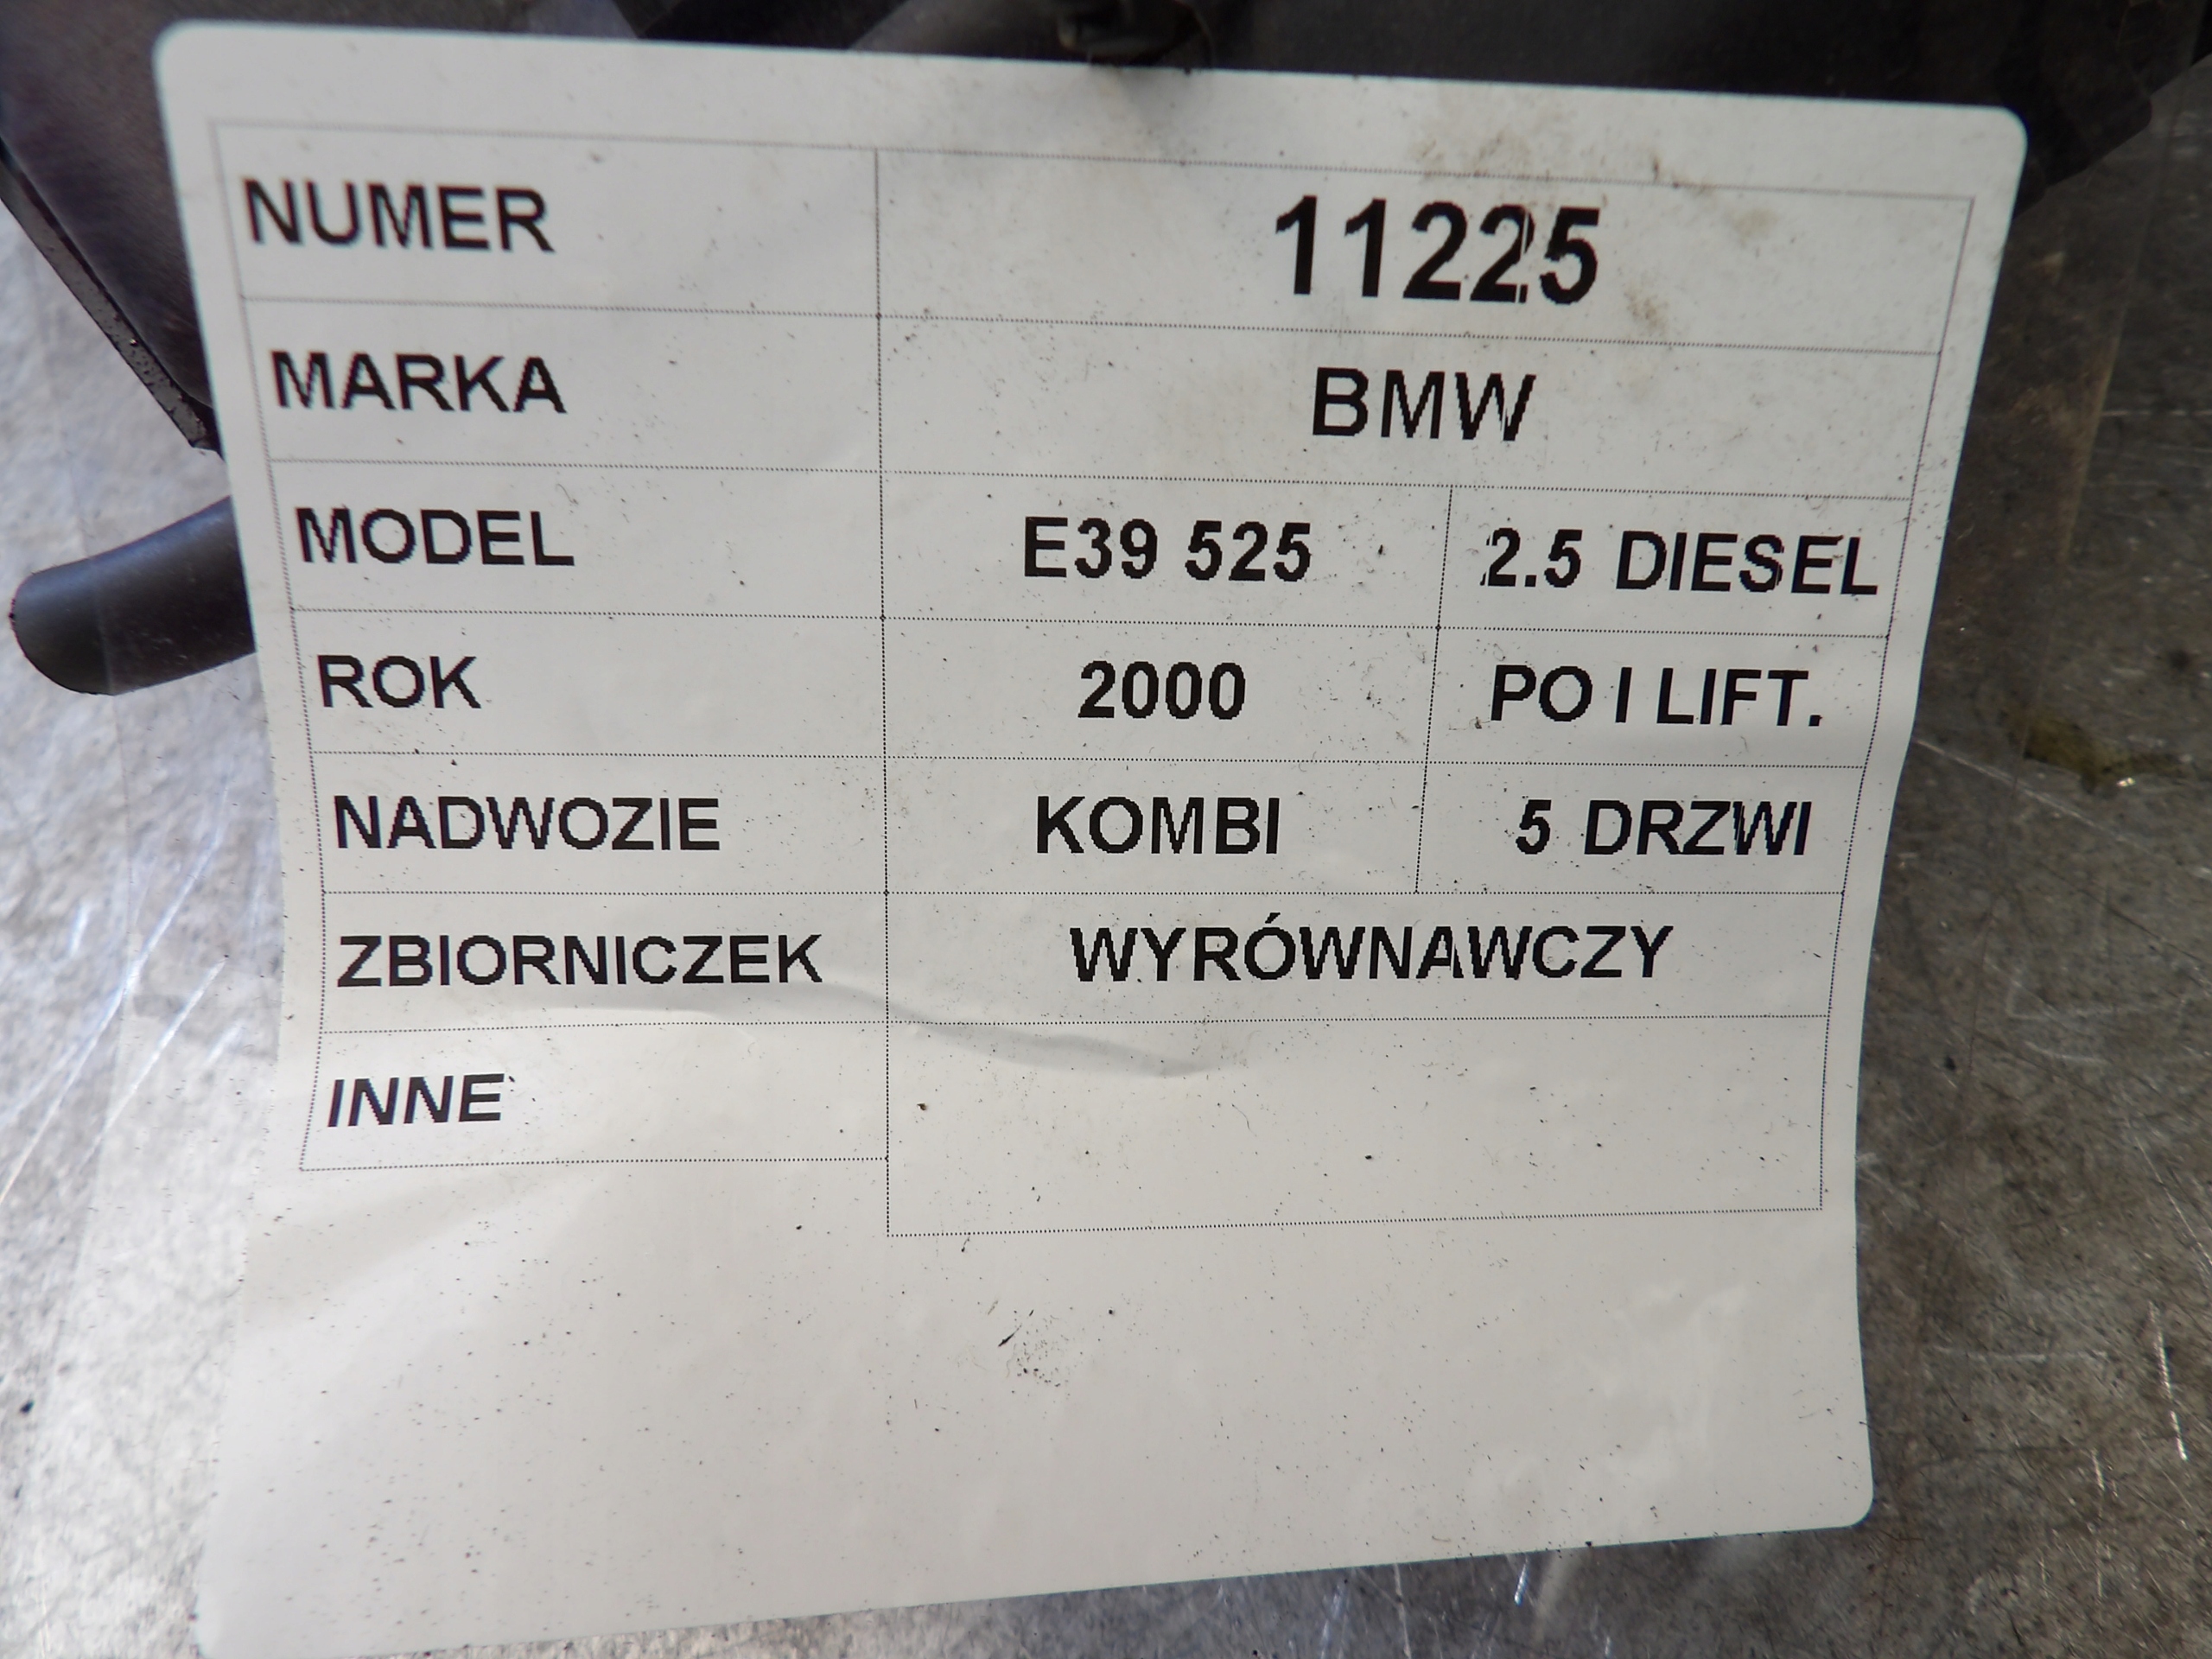 NUMER 11225
MARKA BMW
MODEL E39 525 2.5 DIESEL
ROK 2000 PO I LIFT.
NADWOZIE KOMBI 5 DRZWI
ZBIORNICZEK WYRÓWNAWCZY
INNE